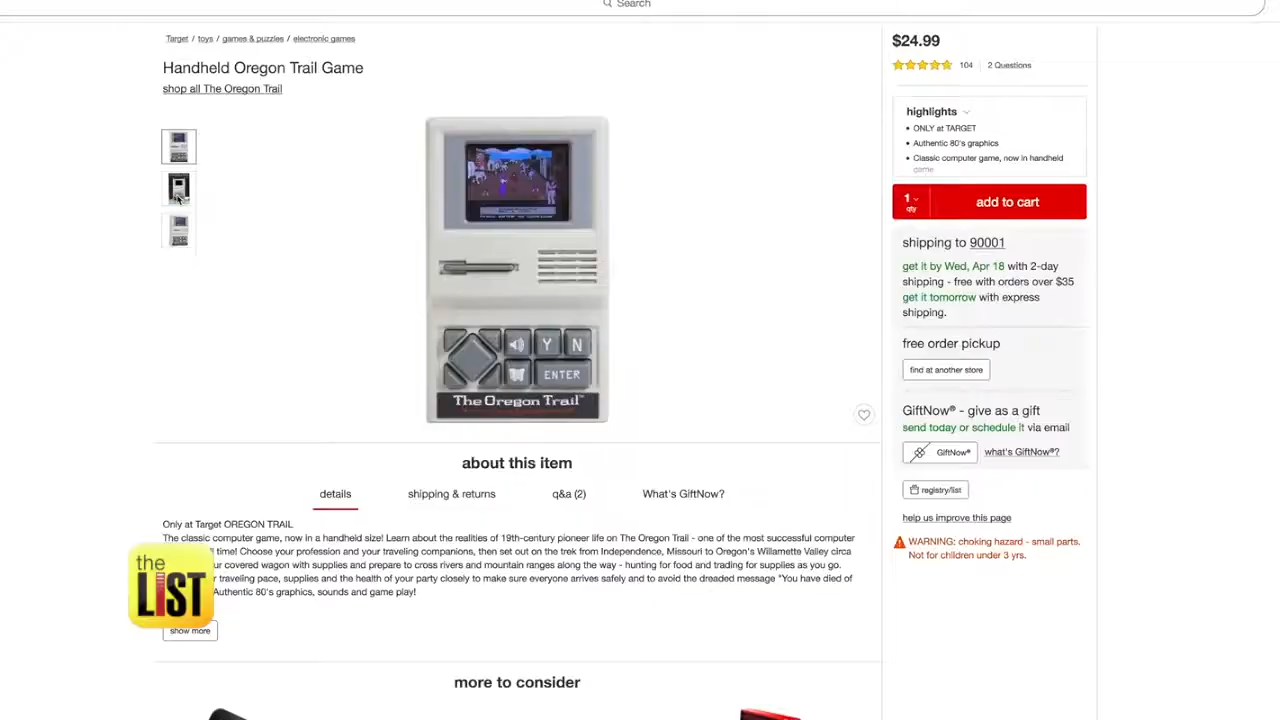 Search
Target / toys / games & puzzles / electronic games
Handheld Oregon Trail Game
shop all The Oregon Trail
Y N
ENTER
The Oregon Trail™
$24.99
104 | 2 Questions
highlights
• ONLY at TARGET
• Authentic 80's graphics
• Classic computer game, now in handheld
game
1
qty
add to cart
shipping to 90001
get it by Wed, Apr 18 with 2-day
shipping - free with orders over $35
get it tomorrow with express
shipping.
free order pickup
find at another store
GiftNow® - give as a gift
send today or schedule it via email
GiftNow® what's GiftNow®?
registry/list
help us improve this page
WARNING: choking hazard - small parts.
Not for children under 3 yrs.
about this item
details shipping & returns q&a (2) What's GiftNow?
Only at Target OREGON TRAIL
The classic computer game, now in a handheld size! Learn about the realities of 19th-century pioneer life on The Oregon Trail - one of the most successful computer
time! Choose your profession and your traveling companions, then set out on the trek from Independence, Missouri to Oregon's Willamette Valley circa
covered wagon with supplies and prepare to cross rivers and mountain ranges along the way - hunting for food and trading for supplies as you go.
traveling pace, supplies and the health of your party closely to make sure everyone arrives safely and to avoid the dreaded message "You have died of
Authentic 80's graphics, sounds and game play!
the
LIST
show more
more to consider